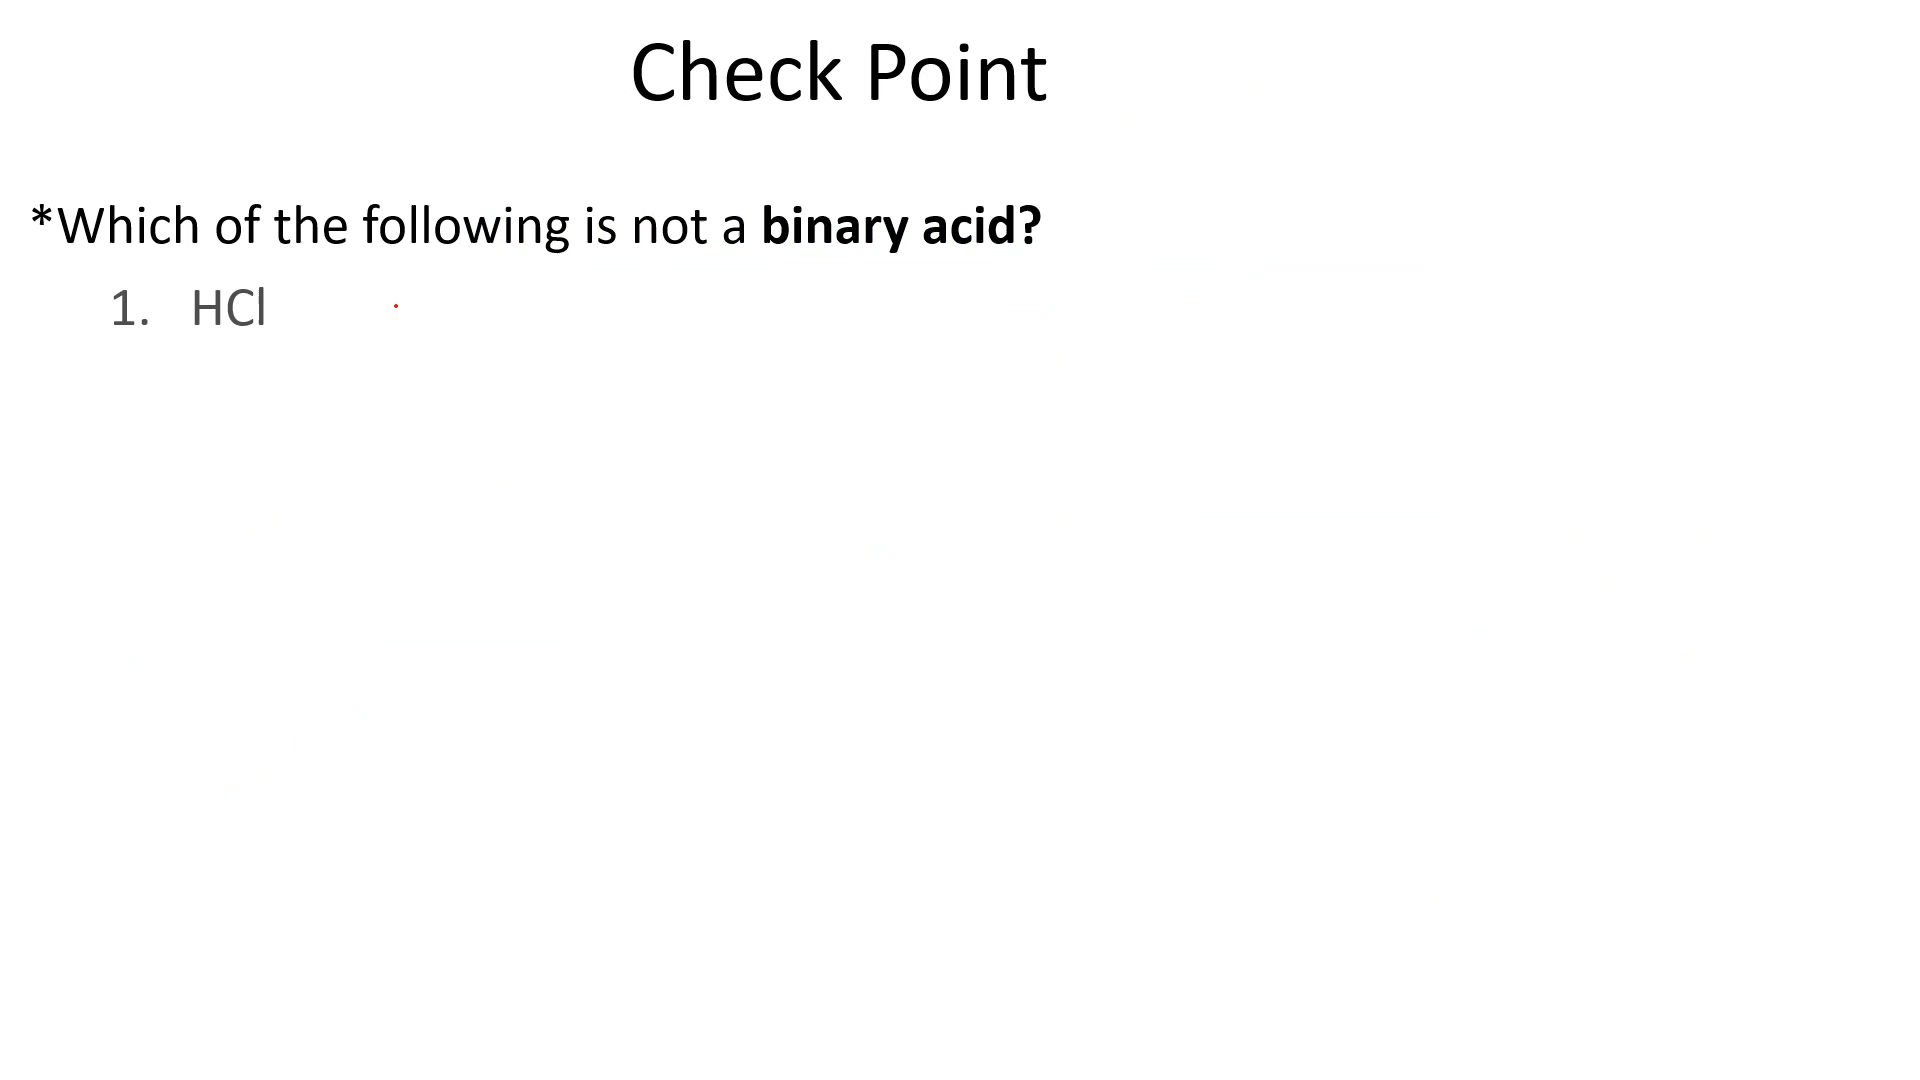 Check Point
*Which of the following is not a binary acid?
1. HCl